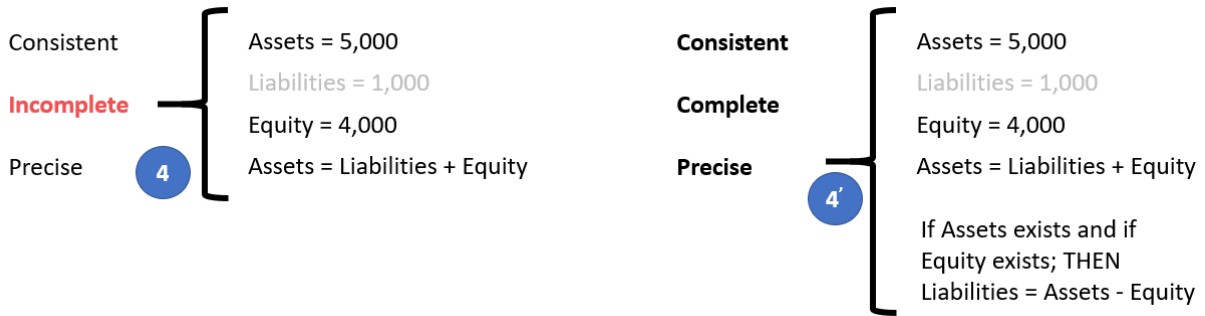 Consistent
Incomplete
Precise
4
Assets = 5,000
Liabilities = 1,000
Equity = 4,000
Assets = Liabilities + Equity
Consistent
Complete
Precise
4’
Assets = 5,000
Liabilities = 1,000
Equity = 4,000
Assets = Liabilities + Equity
If Assets exists and if
Equity exists; THEN
Liabilities = Assets - Equity